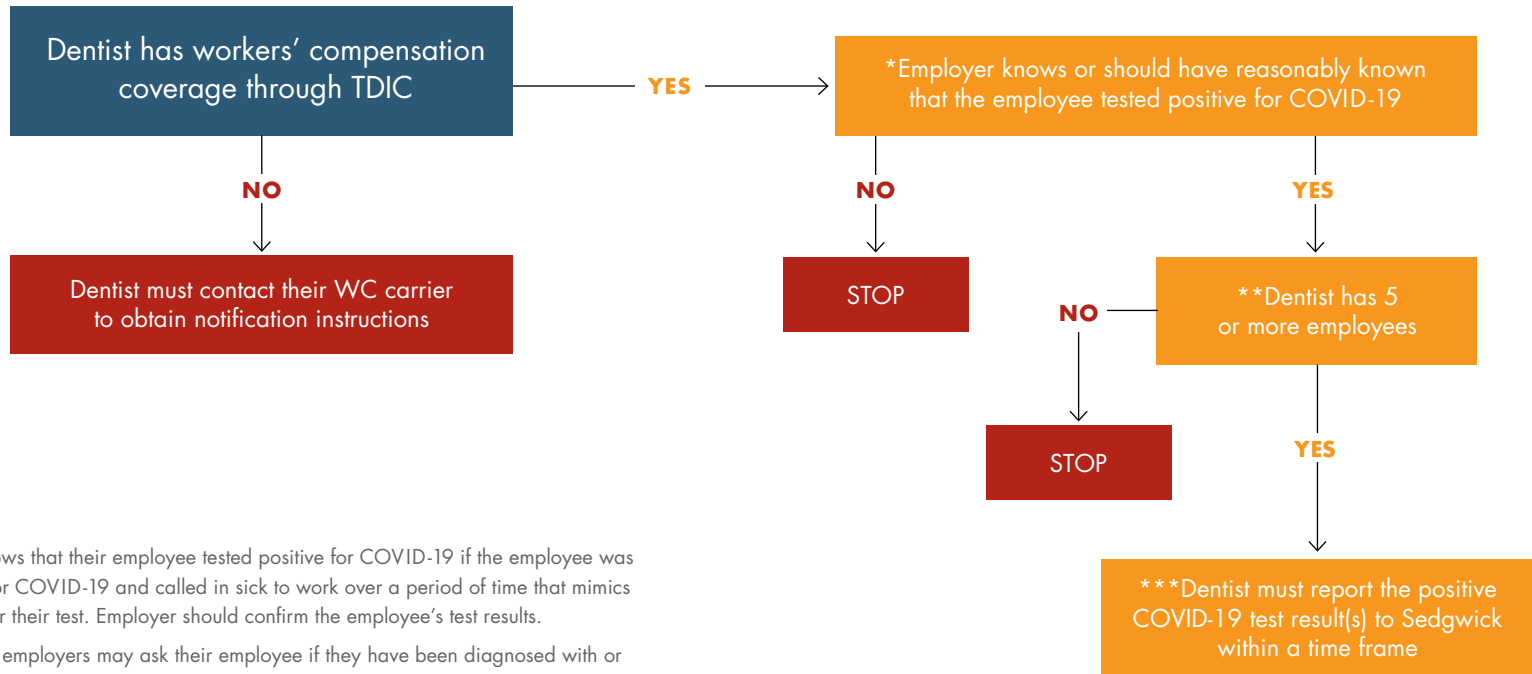 Dentist has workers’ compensation
coverage through TDIC
YES
*Employer knows or should have reasonably known
that the employee tested positive for COVID-19
NO
NO
YES
Dentist must contact their WC carrier
to obtain notification instructions
STOP
**Dentist has 5
or more employees
NO
STOP
YES
***Dentist must report the positive
COVID-19 test result(s) to Sedgwick
within a time frame
that their employee tested positive for COVID-19 if the employee was
COVID-19 and called in sick to work over a period of time that mimics
their test. Employer should confirm the employee’s test results.
employers may ask their employee if they have been diagnosed with or